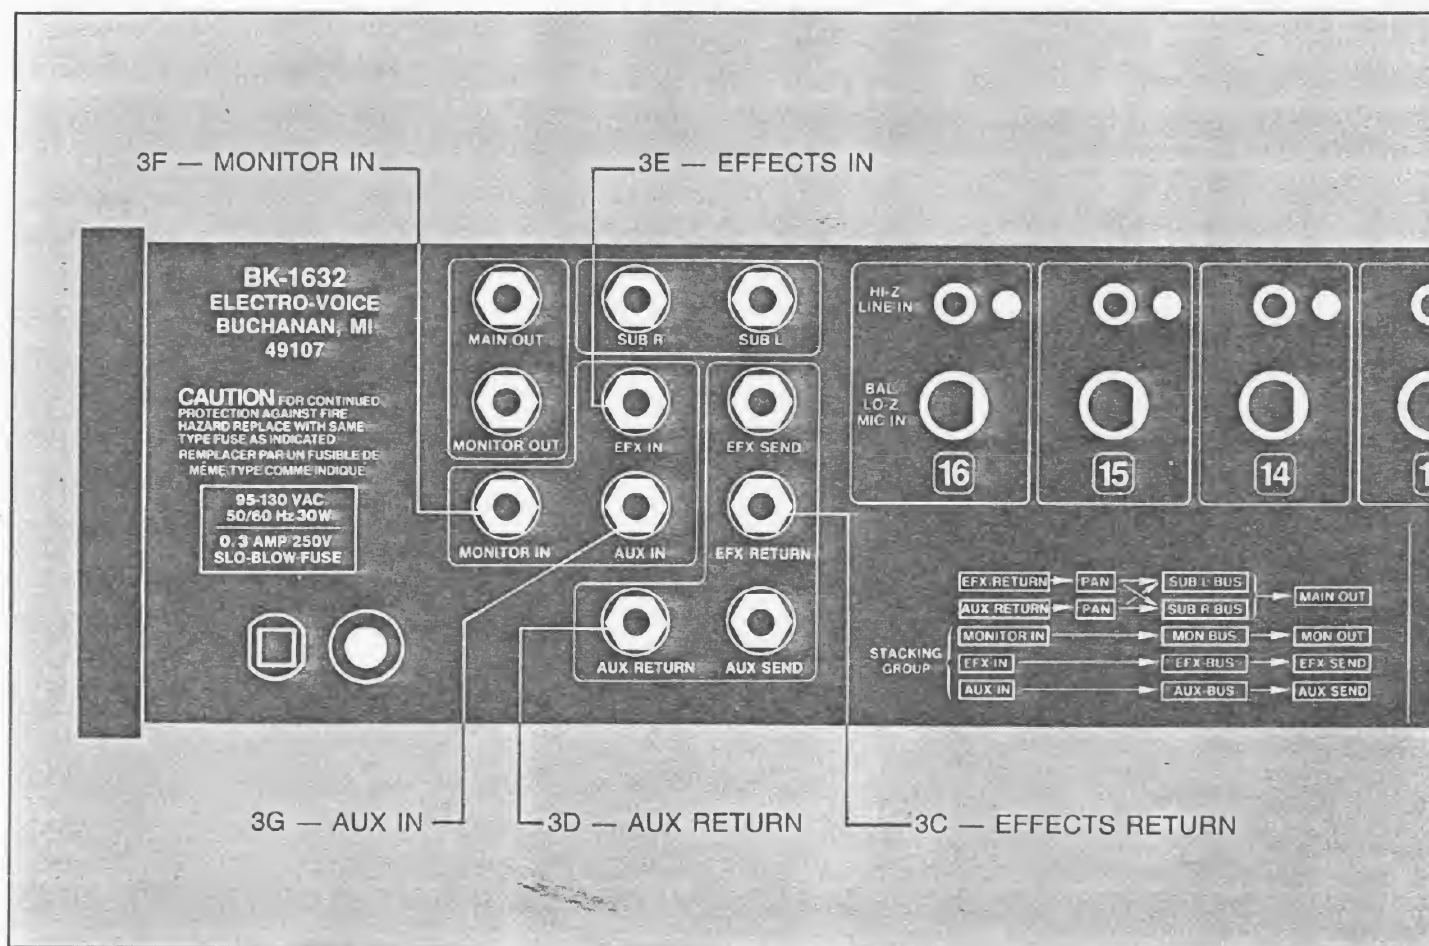 3F — MONITOR IN
3E — EFFECTS IN
BK-1632
ELECTRO-VOICE
BUCHANAN, MI
49107
CAUTION FOR CONTINUED
PROTECTION AGAINST FIRE
HAZARD REPLACE WITH SAME
TYPE FUSE AS INDICATED
REMPLACER PAR UN FUSIBLE DE
MÊME TYPE COMME INDIQUE
95-130 VAC
50/60 Hz 30W
0.3 AMP 250V
SLO-BLOW FUSE
MAIN OUT
SUB R
SUB L
MONITOR OUT
EFX IN
EFX SEND
MONITOR IN
AUX IN
EFX RETURN
AUX RETURN
AUX SEND
HI-Z
LINE IN
BAL.
LO-Z
MIC IN
16
15
14
1
EFX RETURN PAN SUB L BUS
MAIN OUT
AUX RETURN PAN SUB R BUS
STACKING
GROUP
MONITOR IN MON BUS MON OUT
EFX IN EFX BUS EFX SEND
AUX IN AUX BUS AUX SEND
3G — AUX IN
3D — AUX RETURN
3C — EFFECTS RETURN